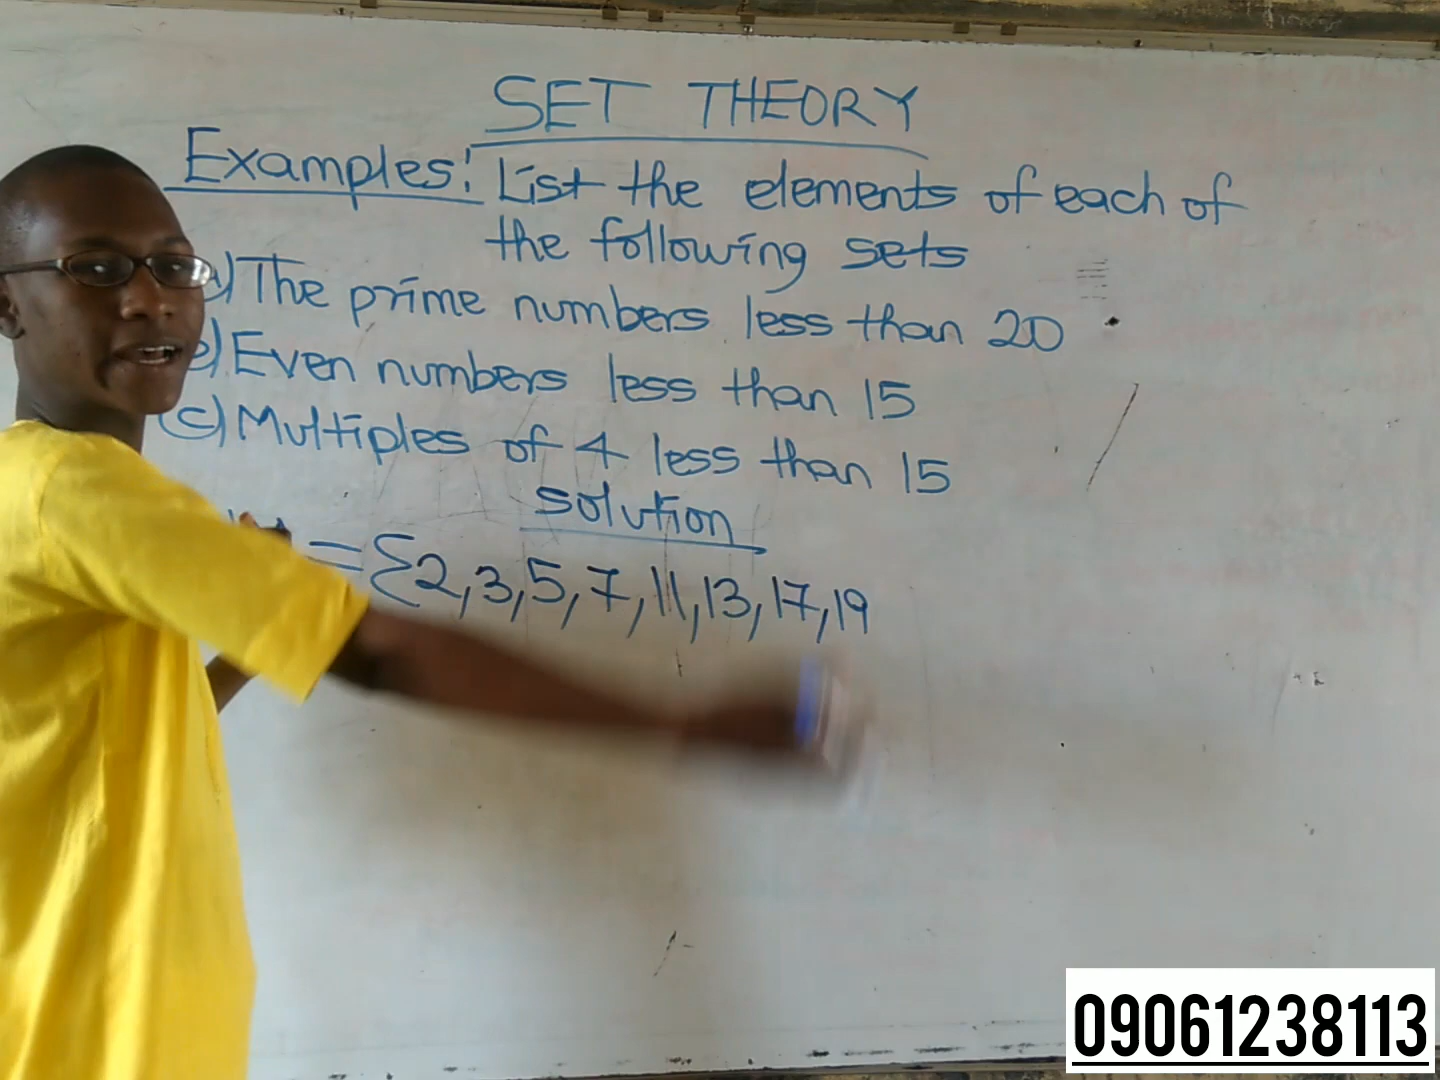 SET THEORY
Examples: List the elements of each of
the following sets
a) The prime numbers less than 20
b) Even numbers less than 15
c) Multiples of 4 less than 15
solution
= {2,3,5,7,11,13,17,19
09061238113